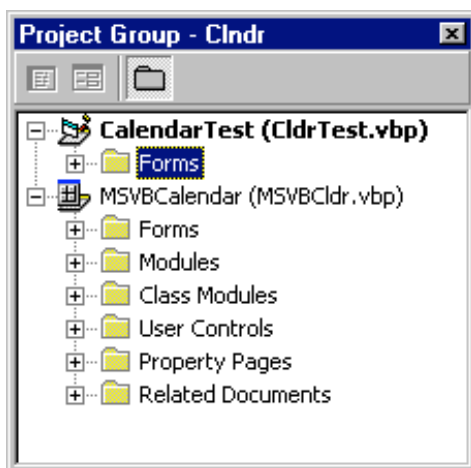 Project Group - Clndr
CalendarTest (CldrTest.vbp)
Forms
MSVBCalendar (MSVBCldr.vbp)
Forms
Modules
Class Modules
User Controls
Property Pages
Related Documents